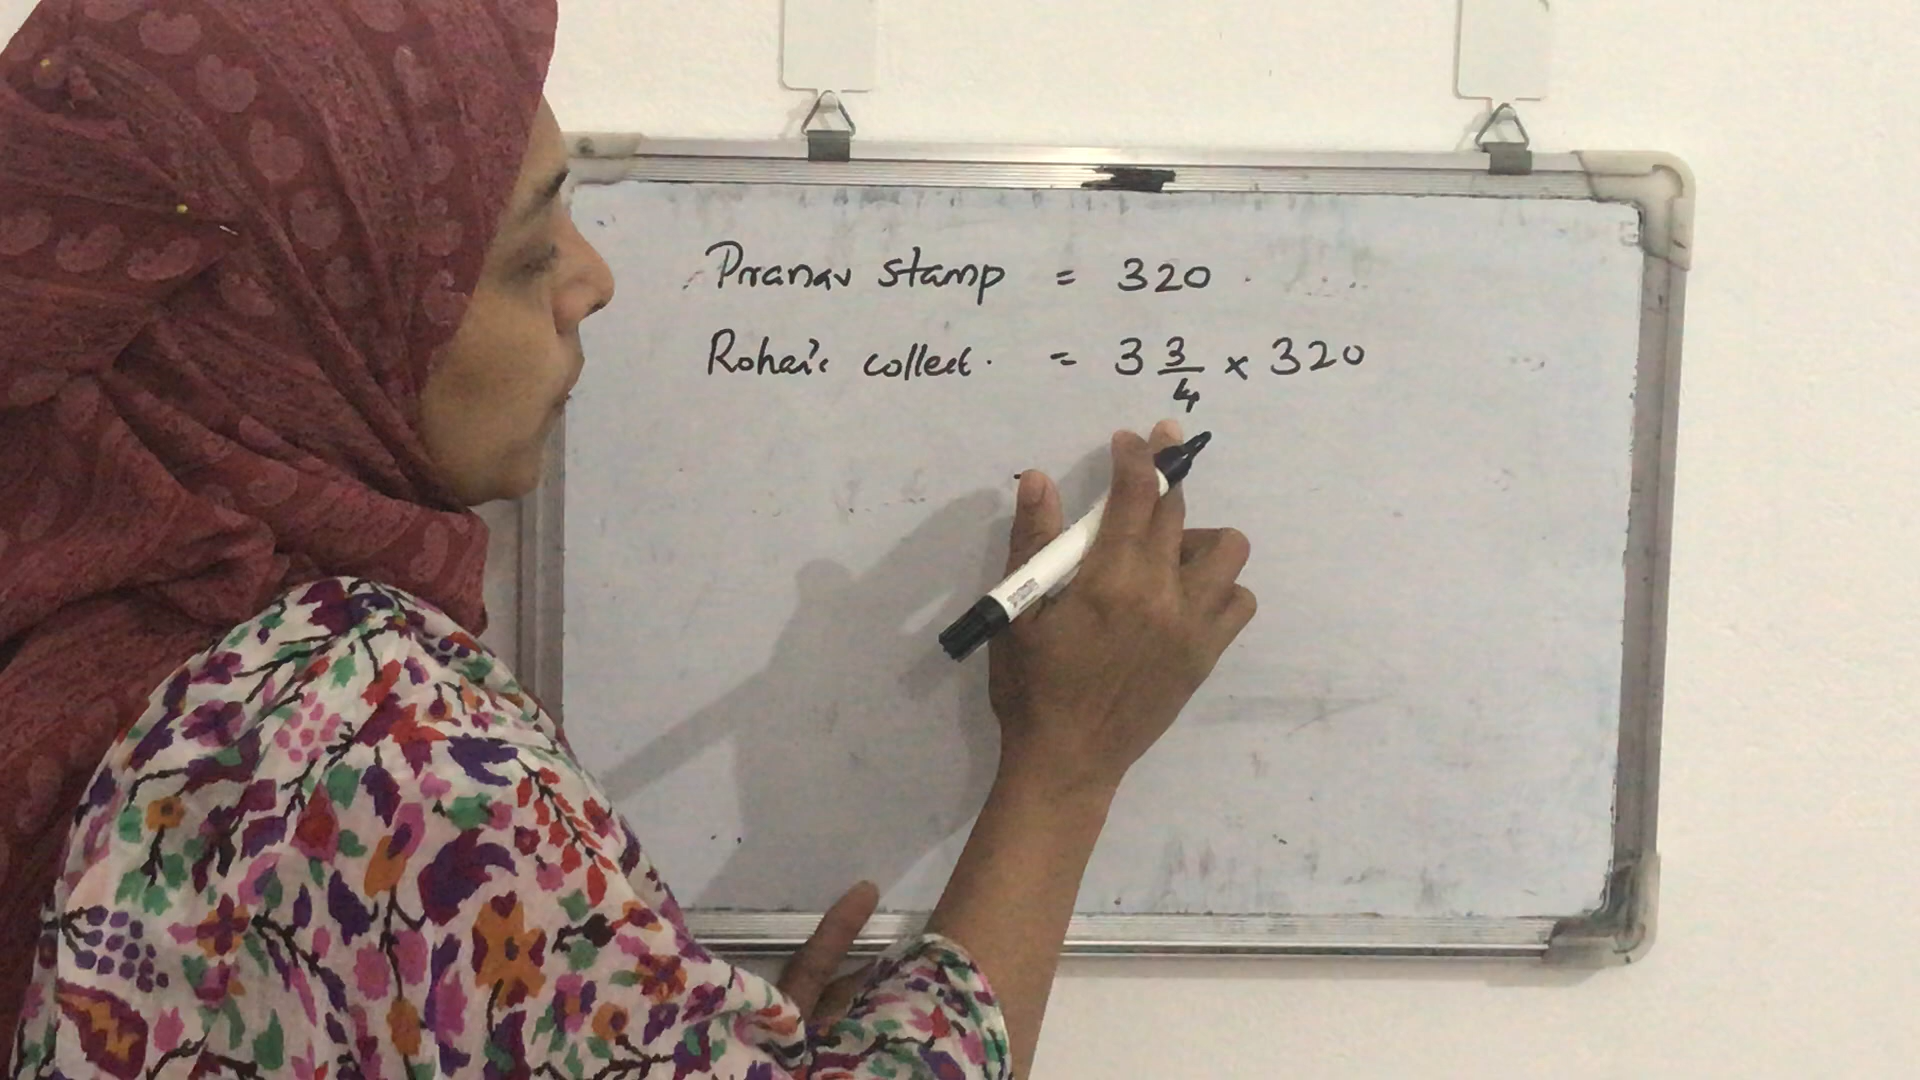 Pranav stamp = 320
Rohan's collect. = 3 3/4 x 320